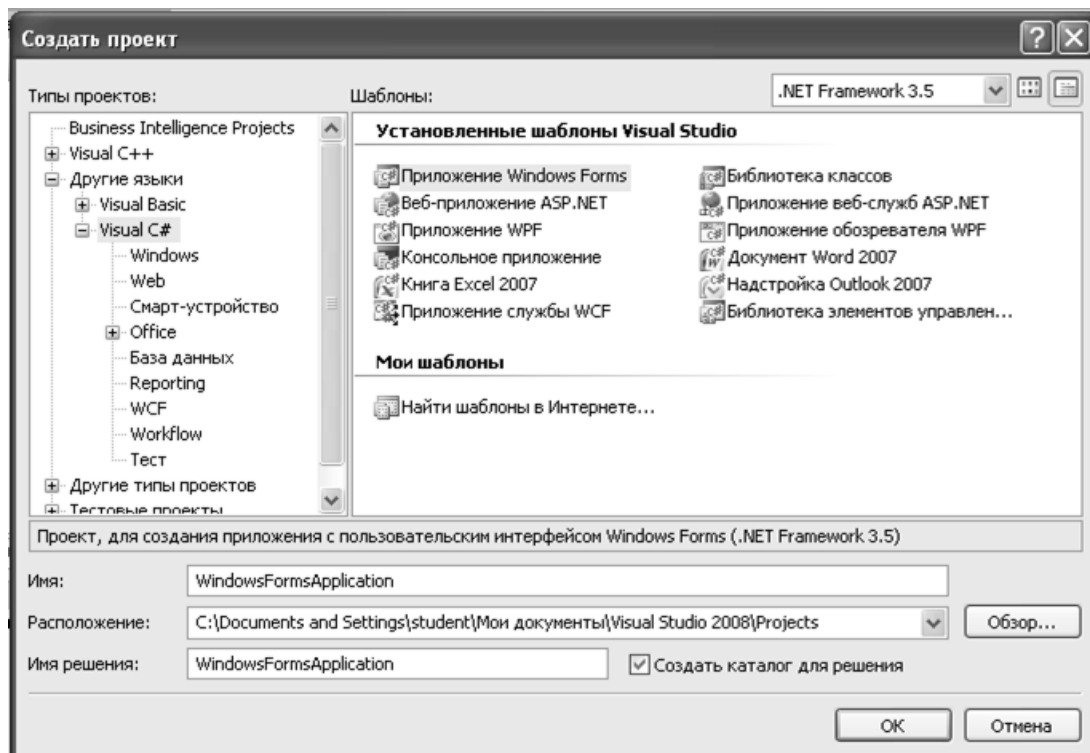 Создать проект
Типы проектов:
Шаблоны:
.NET Framework 3.5
Business Intelligence Projects
Visual C++
Другие языки
Visual Basic
Visual C#
Windows
Web
Смарт-устройство
Office
База данных
Reporting
WCF
Workflow
Тест
Другие типы проектов
Тестовые проекты
Установленные шаблоны Visual Studio
Приложение Windows Forms
Веб-приложение ASP.NET
Приложение WPF
Консольное приложение
Книга Excel 2007
Приложение службы WCF
Библиотека классов
Приложение веб-служб ASP.NET
Приложение обозревателя WPF
Документ Word 2007
Надстройка Outlook 2007
Библиотека элементов управлен...
Мои шаблоны
Найти шаблоны в Интернете...
Проект, для создания приложения с пользовательским интерфейсом Windows Forms (.NET Framework 3.5)
Имя:
WindowsFormsApplication
Расположение:
C:\Documents and Settings\student\Мои документы\Visual Studio 2008\Projects
Обзор...
Имя решения:
WindowsFormsApplication
Создать каталог для решения
OK
Отмена